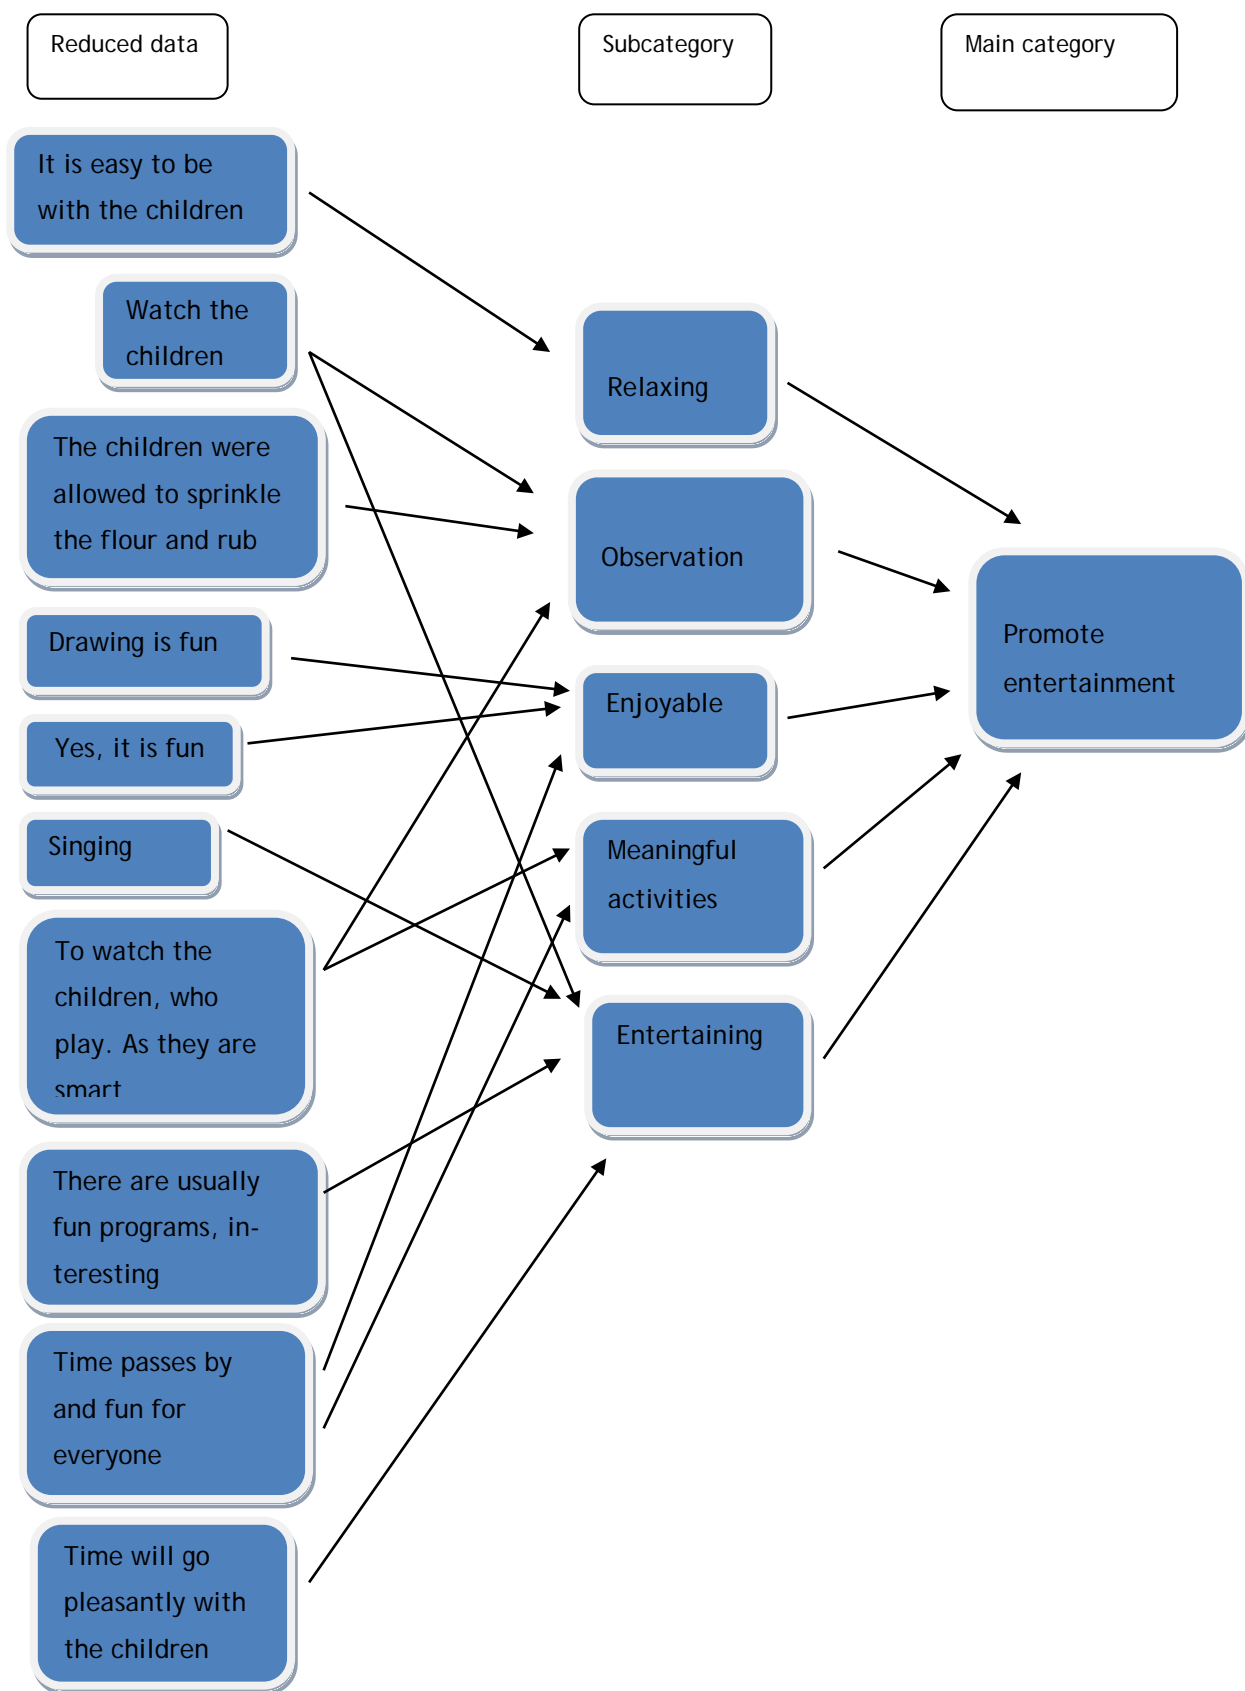 Reduced data
Subcategory
Main category
It is easy to be
with the children
Watch the
children
The children were
allowed to sprinkle
the flour and rub
Drawing is fun
Yes, it is fun
Singing
To watch the
children, who
play. As they are
smart
There are usually
fun programs, in-
teresting
Time passes by
and fun for
everyone
Time will go
pleasantly with
the children
Relaxing
Observation
Enjoyable
Meaningful
activities
Entertaining
Promote
entertainment